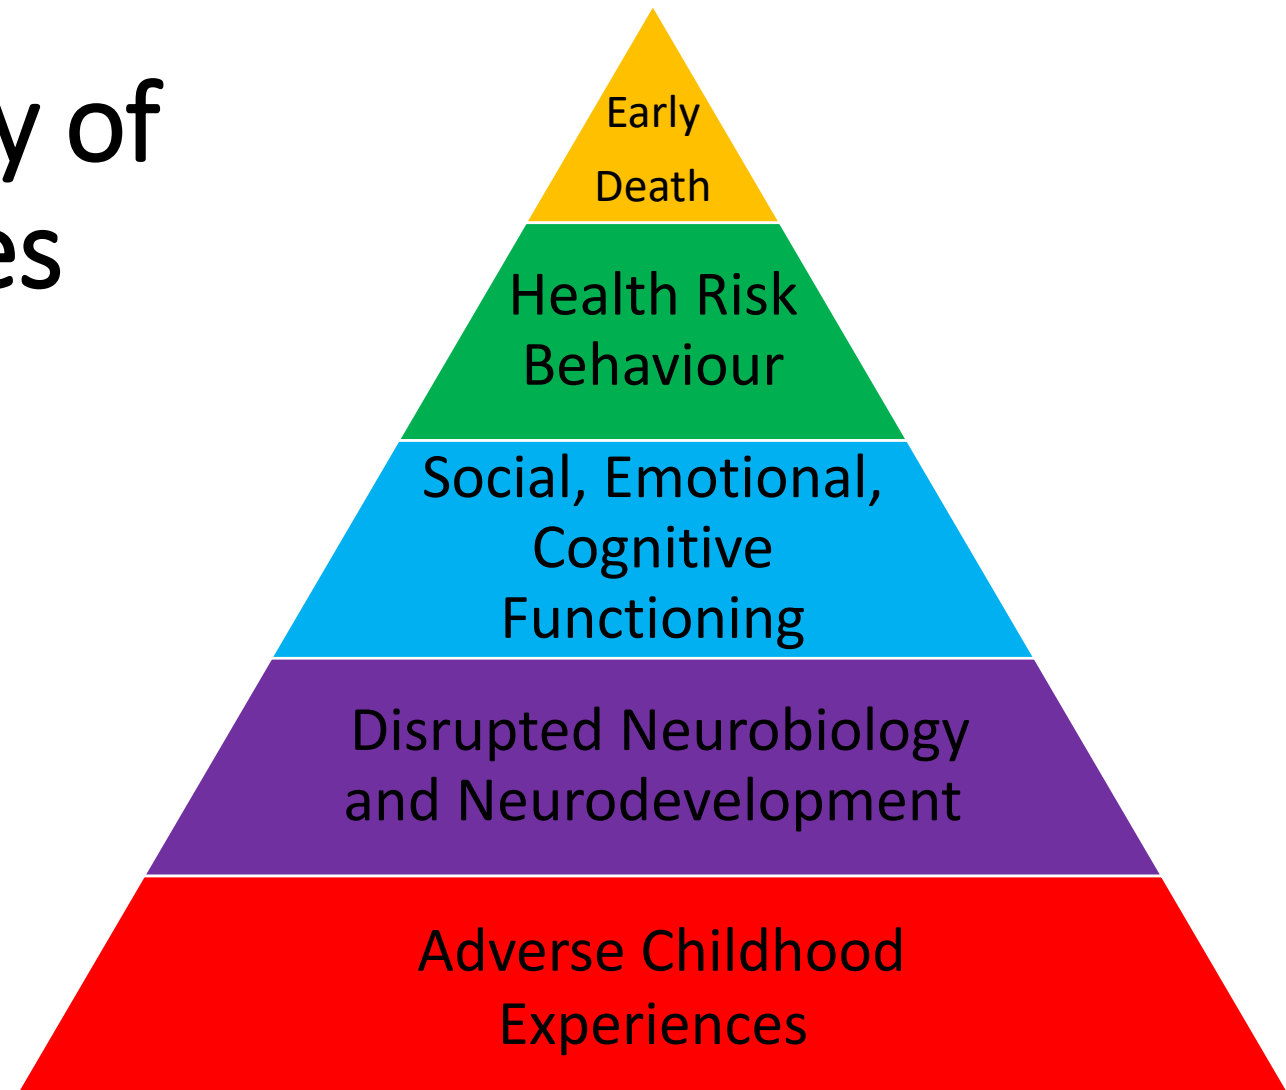 y of
es
Early
Death
Health Risk
Behaviour
Social, Emotional,
Cognitive
Functioning
Disrupted Neurobiology
and Neurodevelopment
Adverse Childhood
Experiences